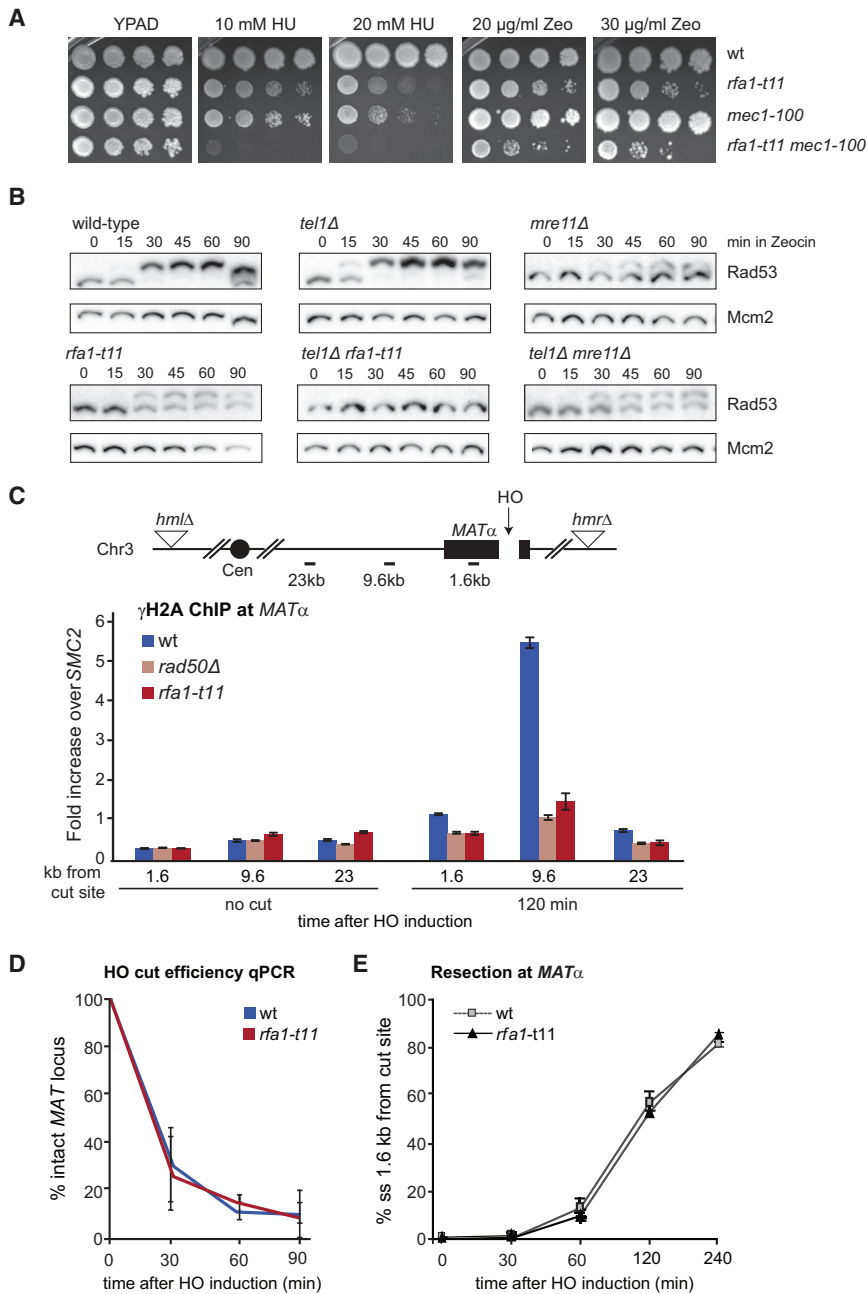 A
YPAD 10 mM HU 20 mM HU 20 µg/ml Zeo 30 µg/ml Zeo
wt
rfa1-t11
mec1-100
rfa1-t11 mec1-100
B
wild-type tel1Δ mre11Δ
0 15 30 45 60 90 0 15 30 45 60 90 0 15 30 45 60 90 min in Zeocin
Rad53
Mcm2
rfa1-t11 tel1Δ rfa1-t11 tel1Δ mre11Δ
0 15 30 45 60 90 0 15 30 45 60 90 0 15 30 45 60 90
Rad53
Mcm2
C
HO
hmlΔ MATα hmrΔ
Chr3
Cen
23kb 9.6kb 1.6kb
γH2A ChIP at MATα
wt
rad50Δ
rfa1-t11
Fold increase over SMC2
6
5
4
3
2
1
0
kb from cut site
1.6 9.6 23 1.6 9.6 23
no cut 120 min
time after HO induction
D
HO cut efficiency qPCR
wt
rfa1-t11
% intact MAT locus
100
80
60
40
20
0
0 30 60 90
time after HO induction (min)
E
Resection at MATα
wt
rfa1-t11
% ss 1.6 kb from cut site
100
80
60
40
20
0
0 30 60 120 240
time after HO induction (min)